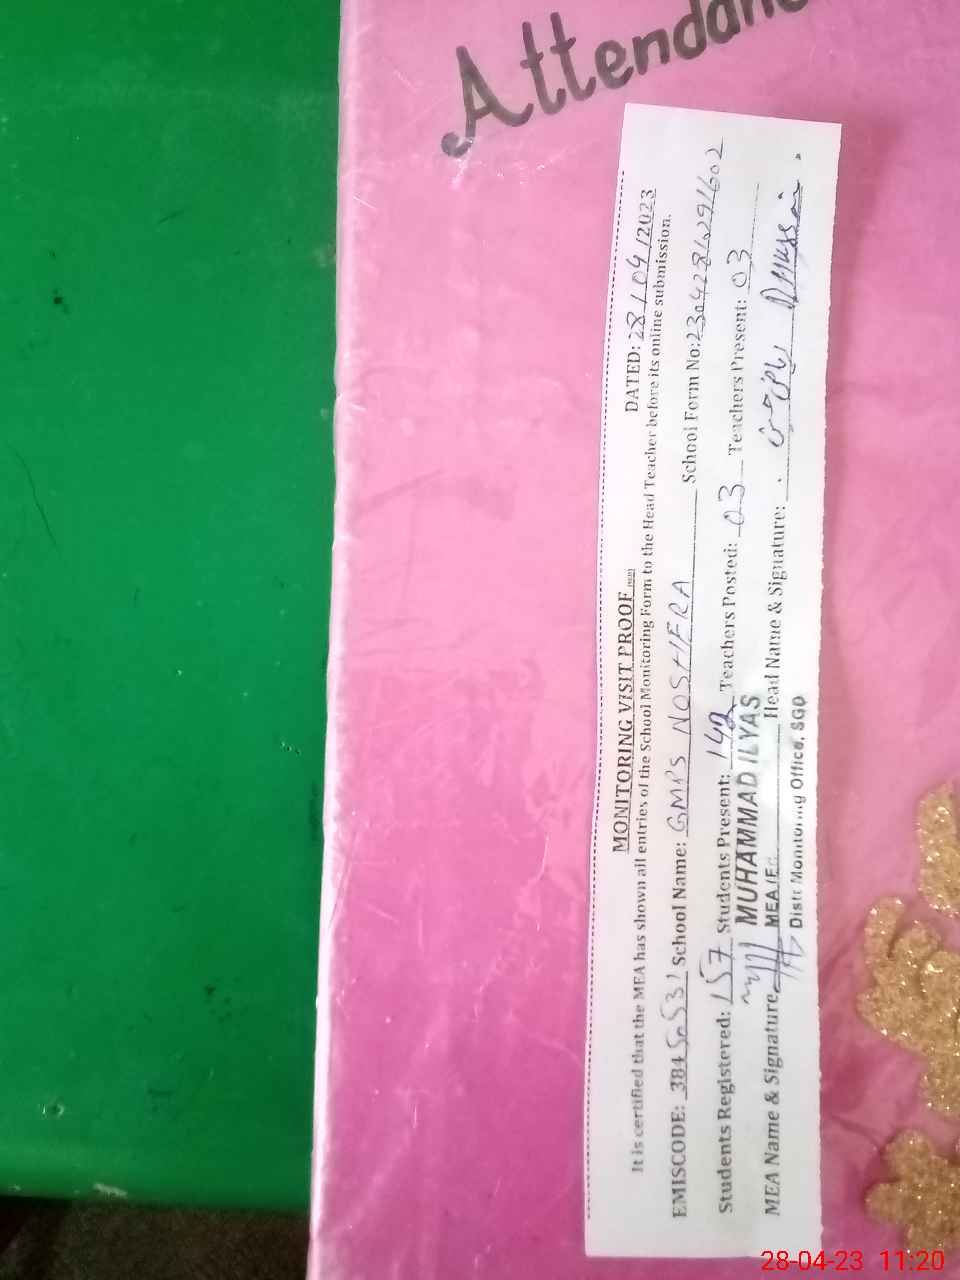 Attendanc
MONITORING VISIT PROOF
DATED: 28/04/2023
It is certified that the MEA has shown all entries of the School Monitoring Form to the Head Teacher before its online submission.
EMISCODE: 38450531 School Name: GMPS NOSHERA School Form No:
Students Registered: 157 Students Present: 142 Teachers Posted: 03 Teachers Present: 03
MUHAMMAD ILYAS
MEA Name & Signature MEA Head Name & Signature:
Monitoring Office, SGD
28-04-23 11:20